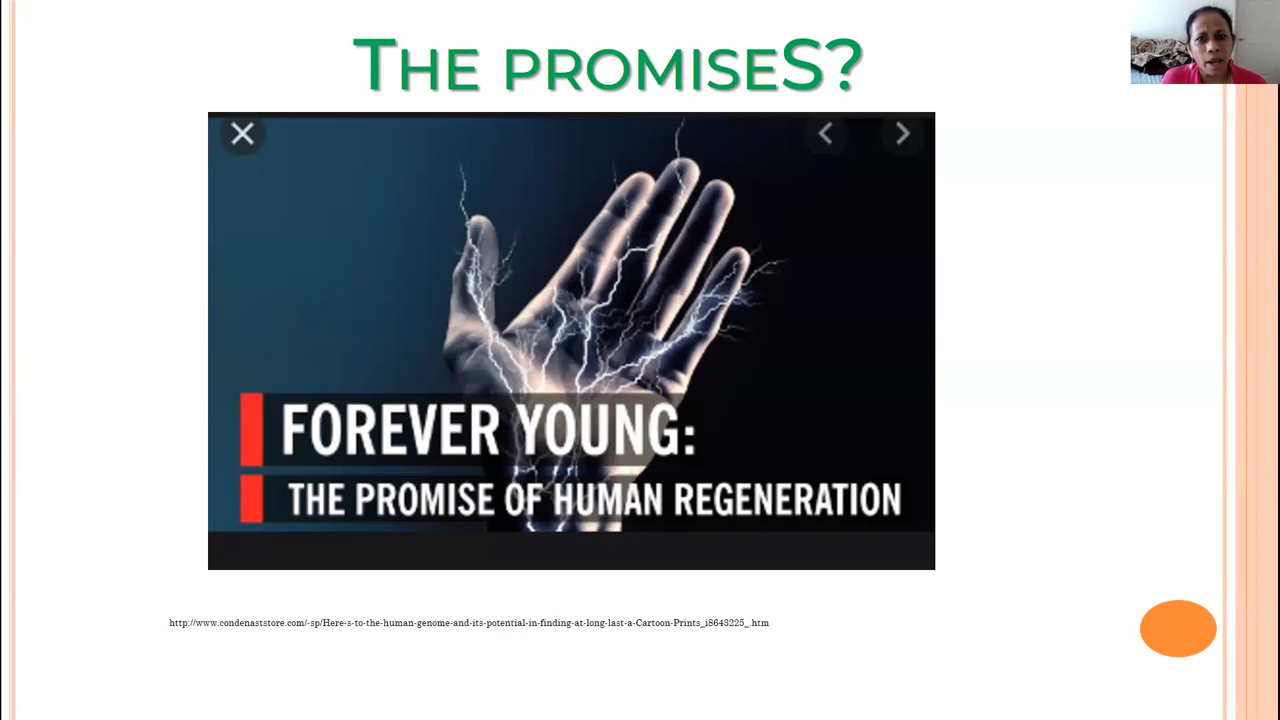 THE PROMISES?
FOREVER YOUNG:
THE PROMISE OF HUMAN REGENERATION
http://www.condenaststore.com/-sp/Here-s-to-the-human-genome-and-its-potential-in-finding-at-long-last-a-Cartoon-Prints_i8643225_.htm